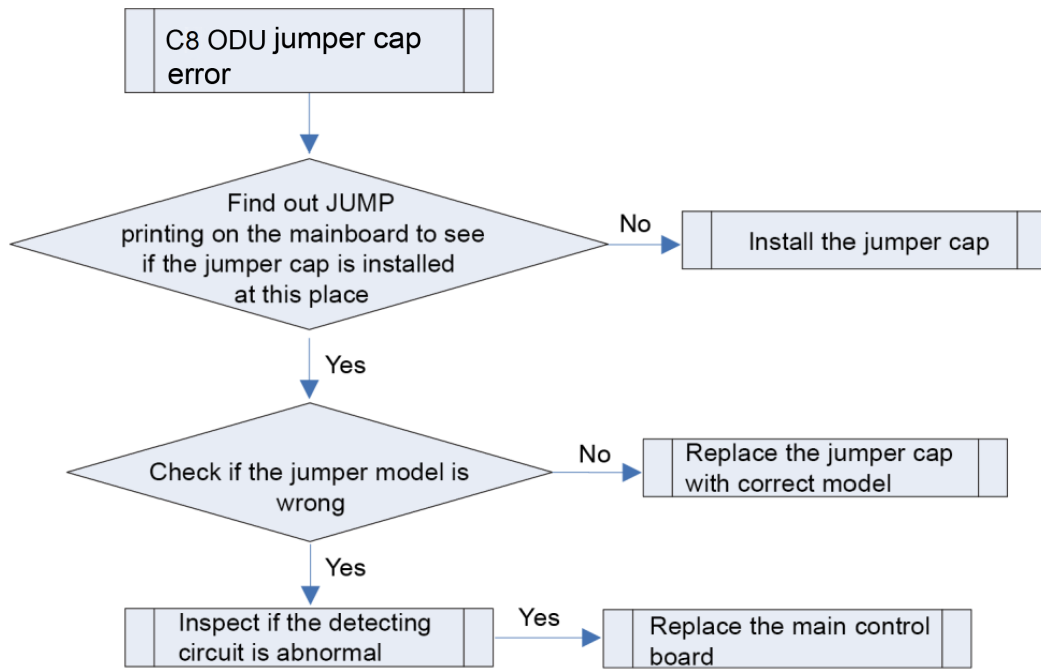 C8 ODU jumper cap
error
Find out JUMP
printing on the mainboard to see
if the jumper cap is installed
at this place
No
Install the jumper cap
Yes
Check if the jumper model is
wrong
No
Replace the jumper cap
with correct model
Yes
Inspect if the detecting
circuit is abnormal
Yes
Replace the main control
board